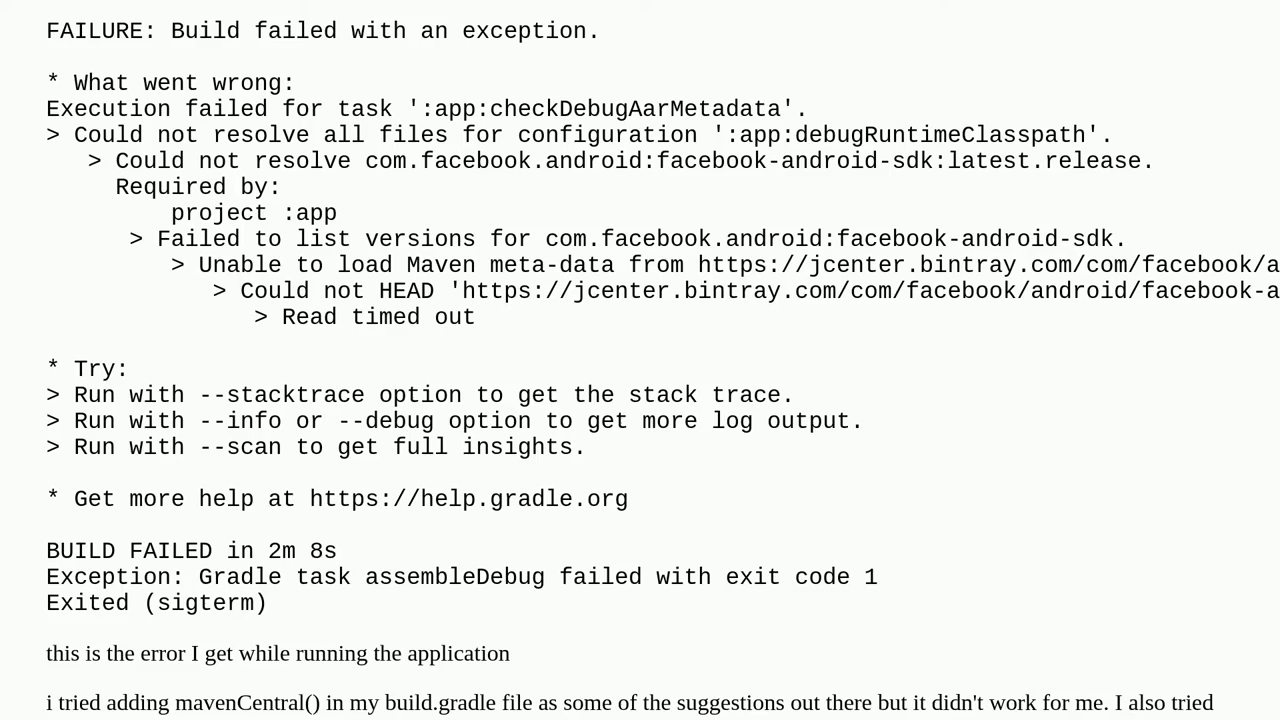 FAILURE: Build failed with an exception.
* What went wrong:
Execution failed for task ':app:checkDebugAarMetadata'.
> Could not resolve all files for configuration ':app:debugRuntimeClasspath'.
> Could not resolve com.facebook.android:facebook-android-sdk:latest.release.
Required by:
project :app
> Failed to list versions for com.facebook.android:facebook-android-sdk.
> Unable to load Maven meta-data from https://jcenter.bintray.com/com/facebook/a
> Could not HEAD 'https://jcenter.bintray.com/com/facebook/android/facebook-a
> Read timed out
* Try:
> Run with --stacktrace option to get the stack trace.
> Run with --info or --debug option to get more log output.
> Run with --scan to get full insights.
* Get more help at https://help.gradle.org
BUILD FAILED in 2m 8s
Exception: Gradle task assembleDebug failed with exit code 1
Exited (sigterm)
this is the error I get while running the application
i tried adding mavenCentral() in my build.gradle file as some of the suggestions out there but it didn't work for me. I also tried